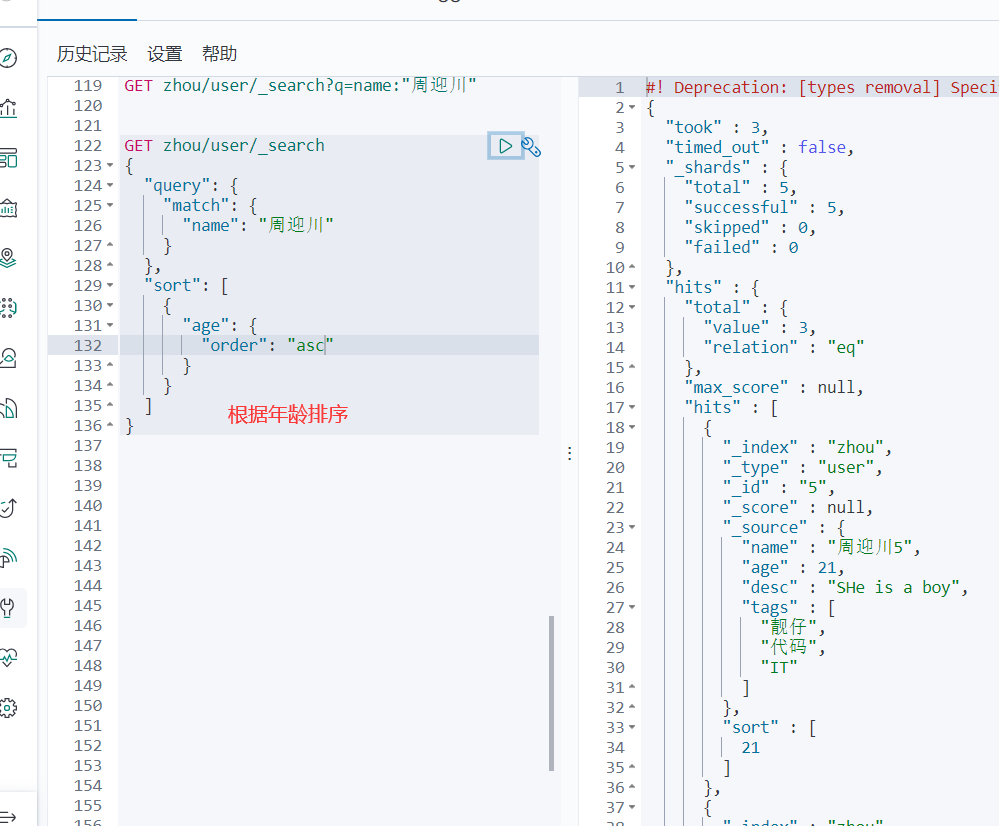 历史记录 设置 帮助
119 GET zhou/user/_search?q=name:"周迎川"
120
121
122 GET zhou/user/_search
123 {
124 "query": {
125 "match": {
126 "name": "周迎川"
127 }
128 },
129 "sort": [
130 {
131 "age": {
132 "order": "asc"
133 }
134 }
135 ]
136 }
根据年龄排序
137
138
139
140
141
142
143
144
145
146
147
148
149
150
151
152
153
154
155
156
1 #! Deprecation: [types removal] Speci
2 {
3 "took" : 3,
4 "timed_out" : false,
5 "_shards" : {
6 "total" : 5,
7 "successful" : 5,
8 "skipped" : 0,
9 "failed" : 0
10 },
11 "hits" : {
12 "total" : {
13 "value" : 3,
14 "relation" : "eq"
15 },
16 "max_score" : null,
17 "hits" : [
18 {
19 "_index" : "zhou",
20 "_type" : "user",
21 "_id" : "5",
22 "_score" : null,
23 "_source" : {
24 "name" : "周迎川5",
25 "age" : 21,
26 "desc" : "SHe is a boy",
27 "tags" : [
28 "靓仔",
29 "代码",
30 "IT"
31 ]
32 },
33 "sort" : [
34 21
35 ]
36 },
37 {
38 "_index" : "zhou",